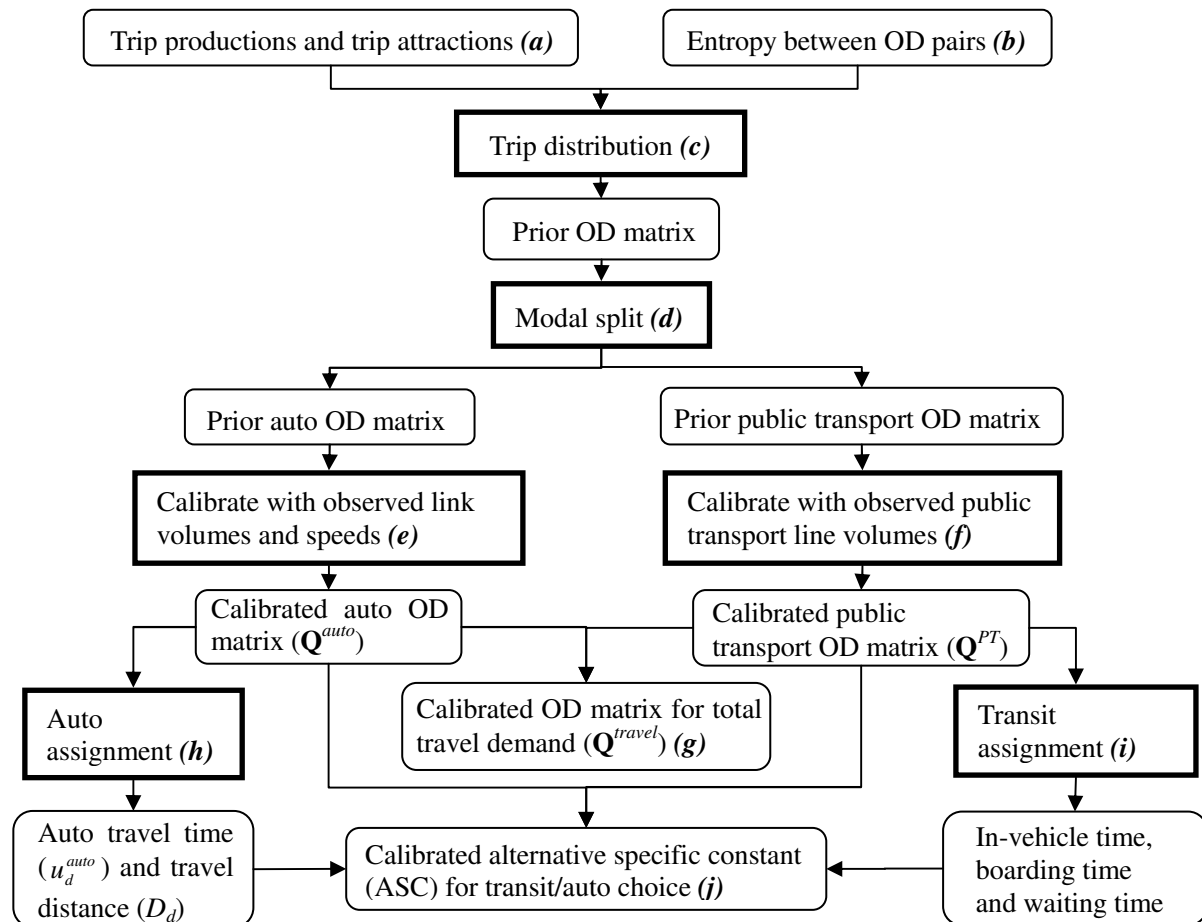 Trip productions and trip attractions (a)
Entropy between OD pairs (b)
Trip distribution (c)
Prior OD matrix
Modal split (d)
Prior auto OD matrix
Prior public transport OD matrix
Calibrate with observed link
volumes and speeds (e)
Calibrate with observed public
transport line volumes (f)
Calibrated auto OD
matrix (Q^auto)
Calibrated public
transport OD matrix (Q^PT)
Auto
assignment (h)
Calibrated OD matrix for total
travel demand (Q^travel) (g)
Transit
assignment (i)
Auto travel time
(u_d^auto) and travel
distance (D_d)
Calibrated alternative specific constant
(ASC) for transit/auto choice (j)
In-vehicle time,
boarding time
and waiting time